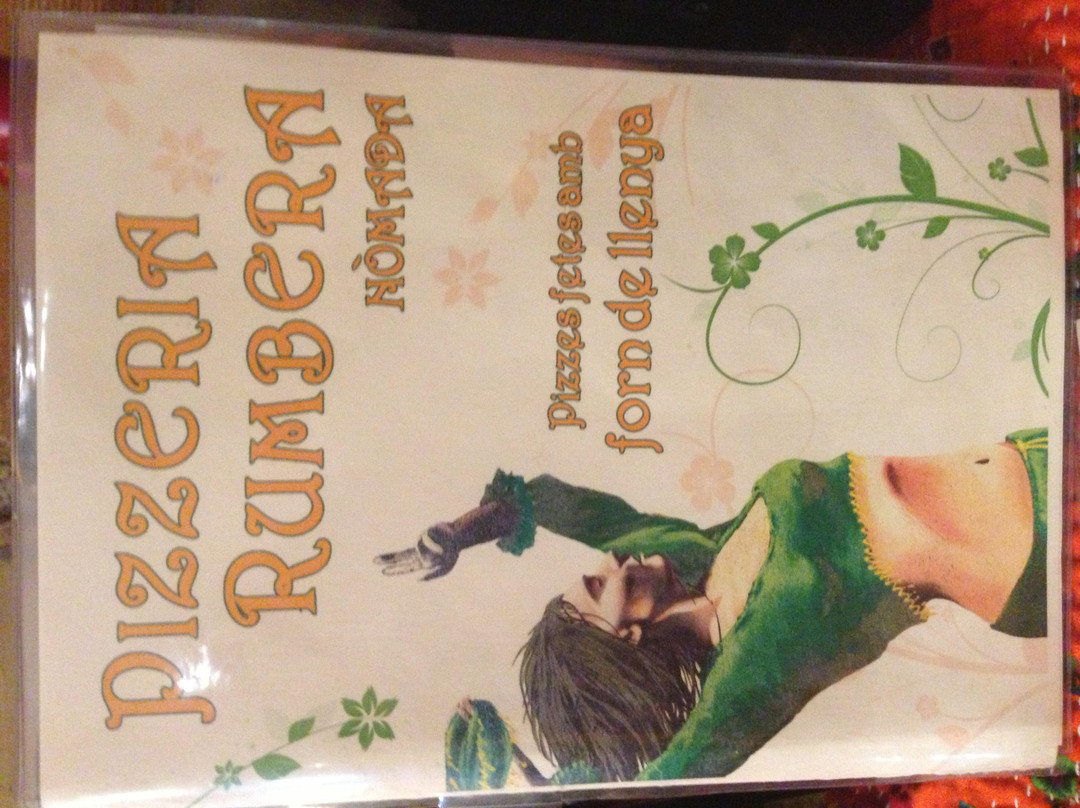 PIZZERIA
RUMBERA
NÒMADA
Pizzes fetes amb
forn de llenya